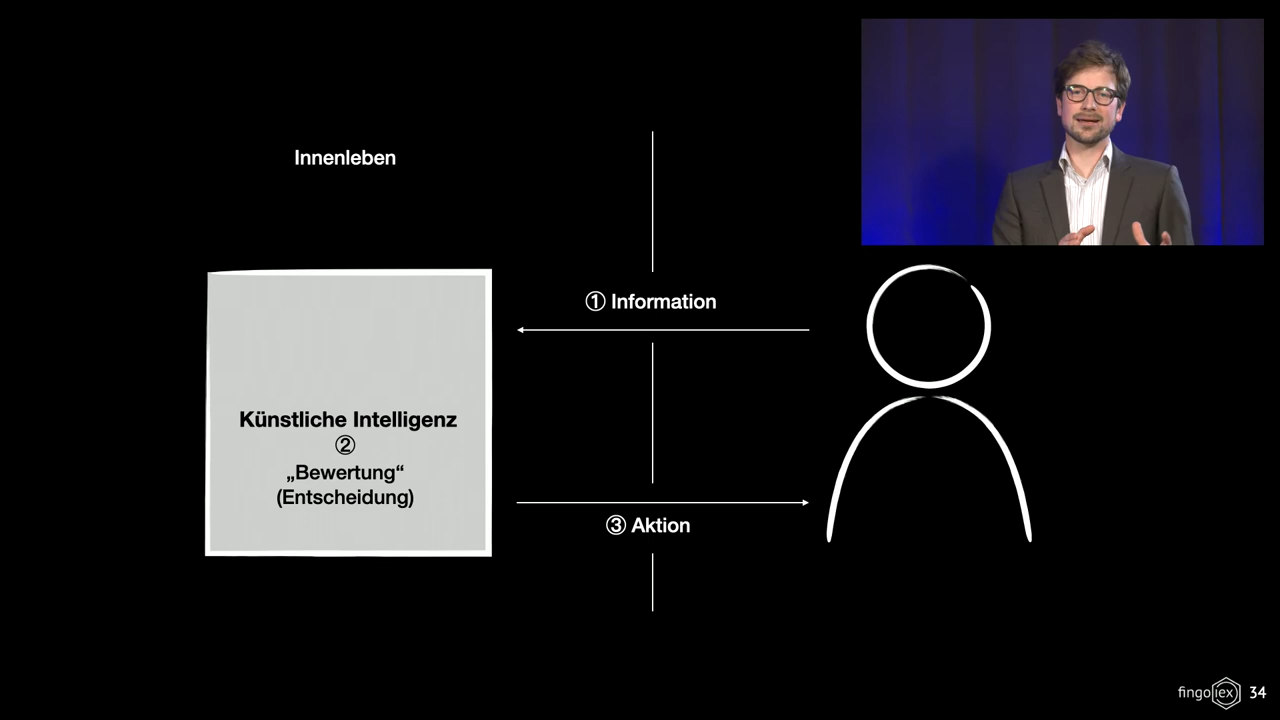 Innenleben
① Information
Künstliche Intelligenz
②
„Bewertung“
(Entscheidung)
③ Aktion
fingolex 34